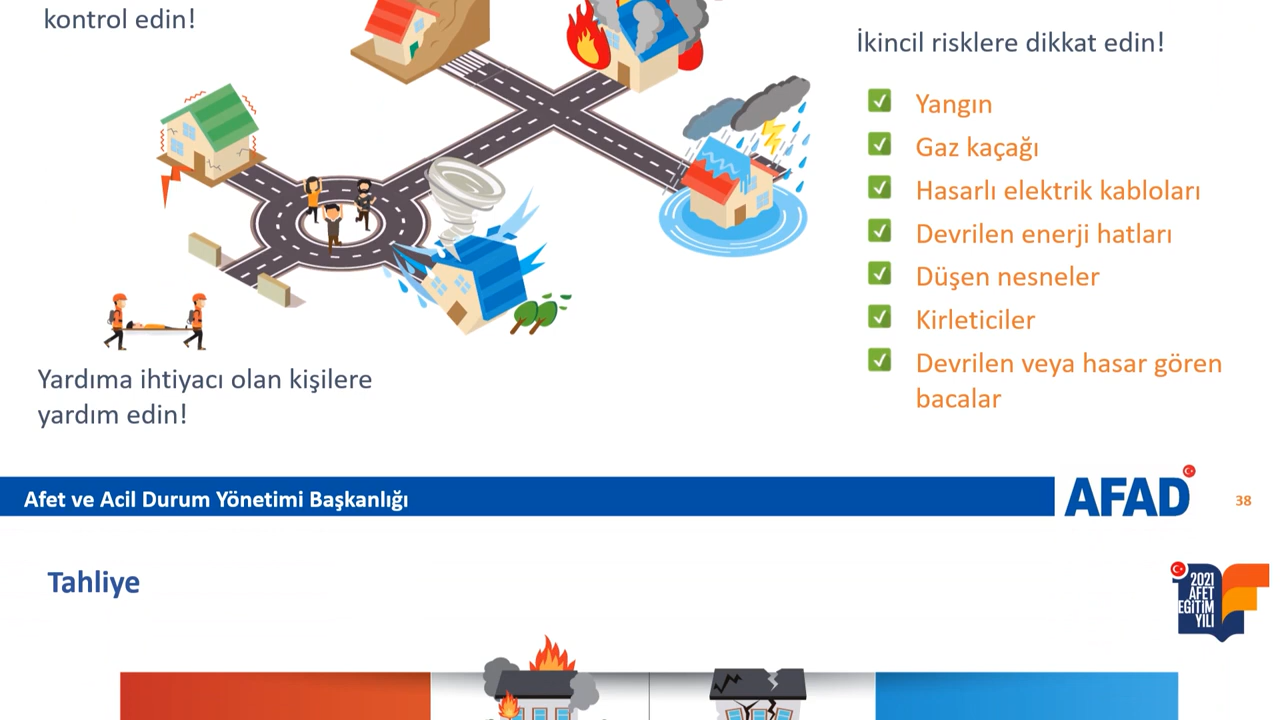 kontrol edin!
İkincil risklere dikkat edin!
Yangın
Gaz kaçağı
Hasarlı elektrik kabloları
Devrilen enerji hatları
Düşen nesneler
Kirleticiler
Devrilen veya hasar gören
bacalar
Yardıma ihtiyacı olan kişilere
yardım edin!
Afet ve Acil Durum Yönetimi Başkanlığı
AFAD
38
Tahliye
2021
AFET
EĞİTİM
YILI